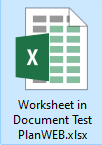 X
Worksheet in
Document Test
PlanWEB.xlsx